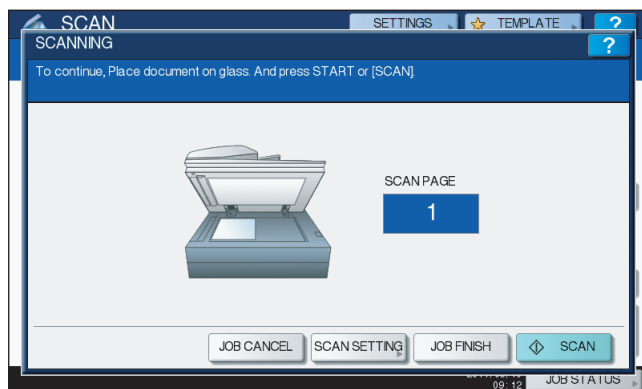 SCAN
SETTINGS
TEMPLATE
?
SCANNING
?
To continue, Place document on glass. And press START or [SCAN].
SCAN PAGE
1
JOB CANCEL
SCAN SETTING
JOB FINISH
SCAN
09: 12
JOB STATUS